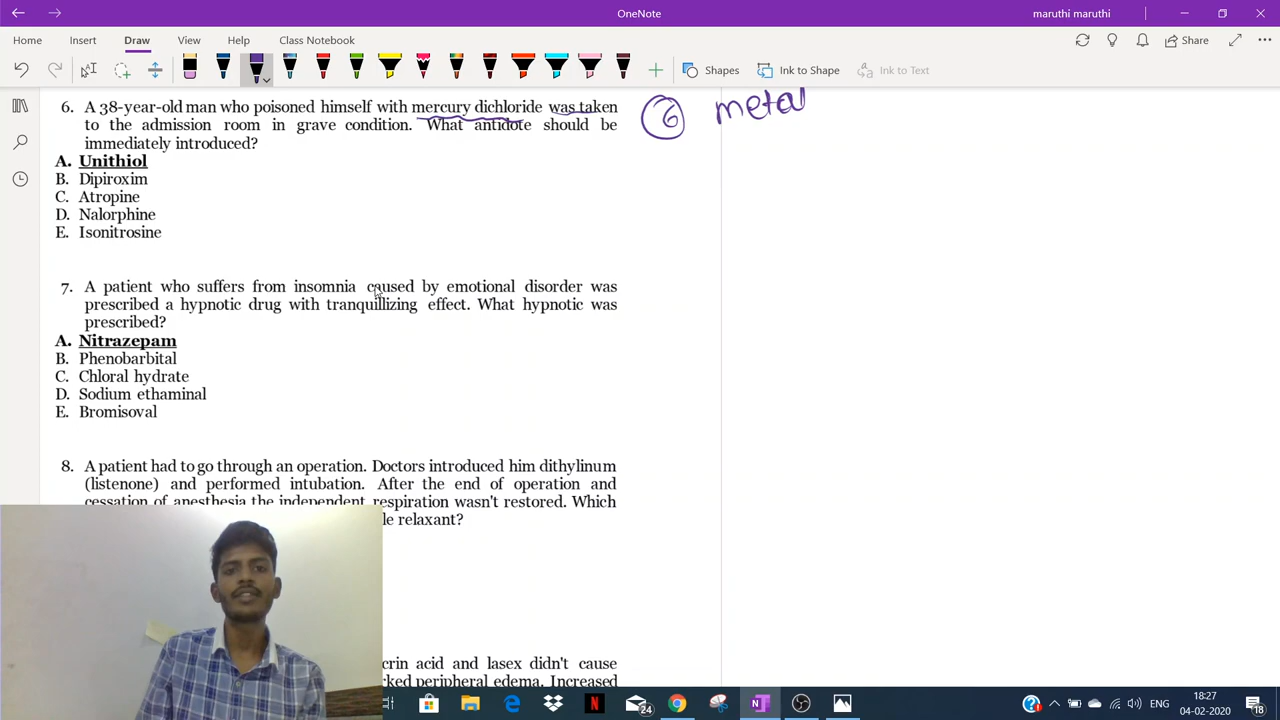 OneNote
maruthi maruthi
Home Insert Draw View Help Class Notebook
Share
Shapes Ink to Shape Ink to Text
6. A 38-year-old man who poisoned himself with mercury dichloride was taken
to the admission room in grave condition. What antidote should be
immediately introduced?
A. Unithiol
B. Dipiroxim
C. Atropine
D. Nalorphine
E. Isonitrosine
6 metal
7. A patient who suffers from insomnia caused by emotional disorder was
prescribed a hypnotic drug with tranquillizing effect. What hypnotic was
prescribed?
A. Nitrazepam
B. Phenobarbital
C. Chloral hydrate
D. Sodium ethaminal
E. Bromisoval
8. A patient had to go through an operation. Doctors introduced him dithylinum
(listenone) and performed intubation. After the end of operation and
cessation of anesthesia the independent respiration wasn't restored. Which
le relaxant?
crin acid and lasex didn't cause
rked peripheral edema. Increased
24
ENG
18:27
04-02-2020
18